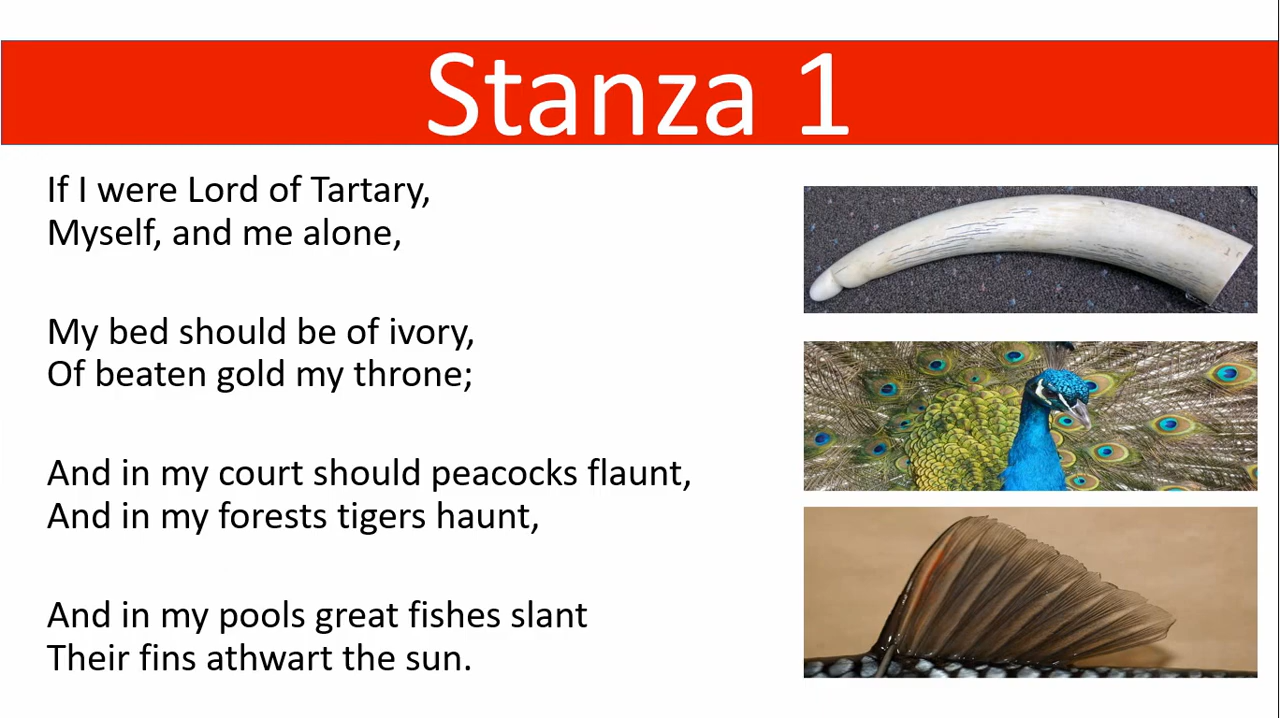 Stanza 1
If I were Lord of Tartary,
Myself, and me alone,
My bed should be of ivory,
Of beaten gold my throne;
And in my court should peacocks flaunt,
And in my forests tigers haunt,
And in my pools great fishes slant
Their fins athwart the sun.